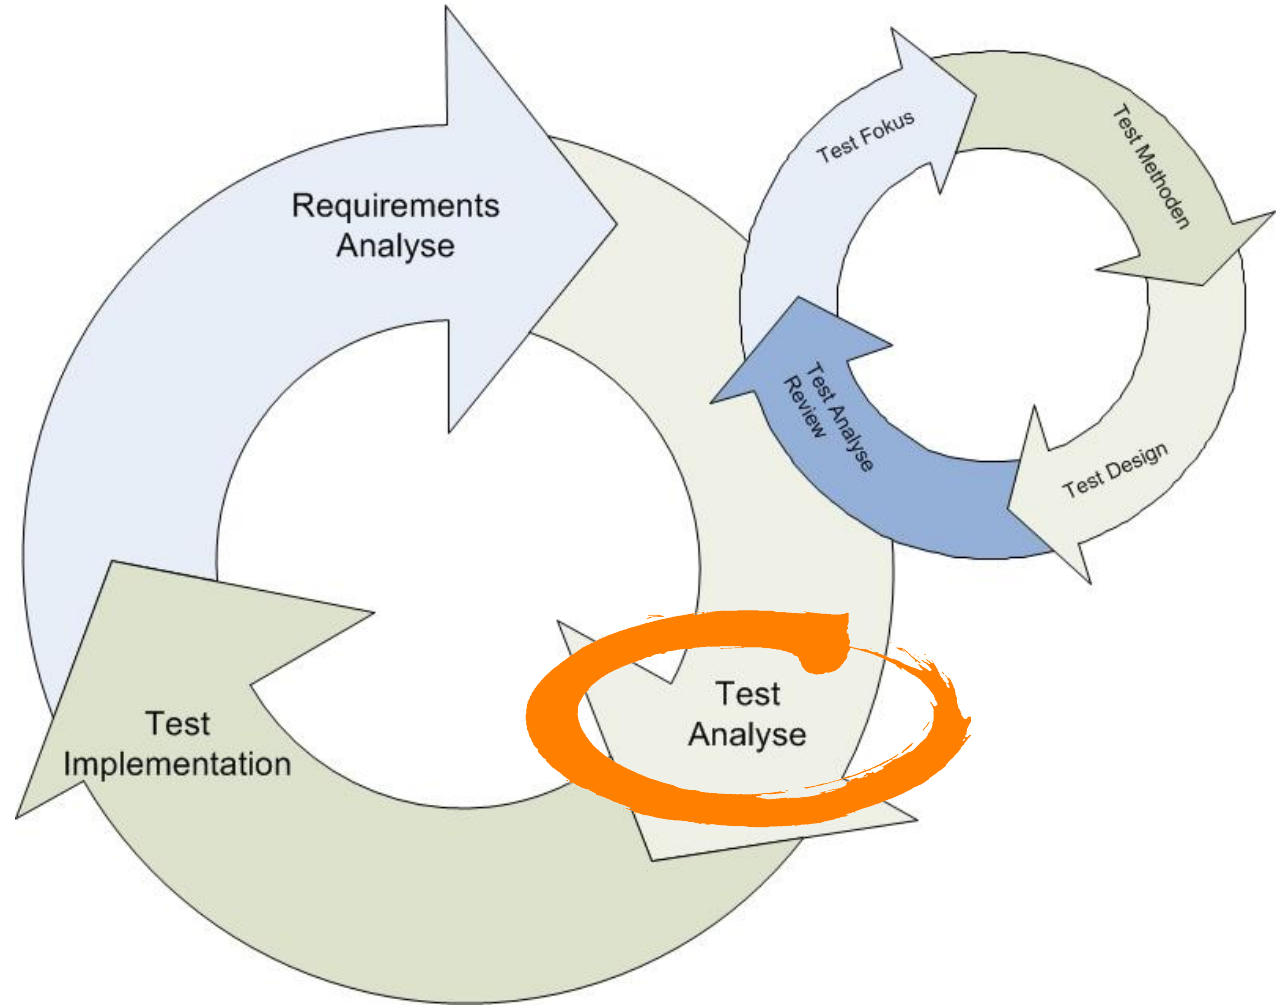 Requirements
Analyse
Test
Analyse
Test
Implementation
Test Fokus
Test Methoden
Test Design
Test Analyse
Review